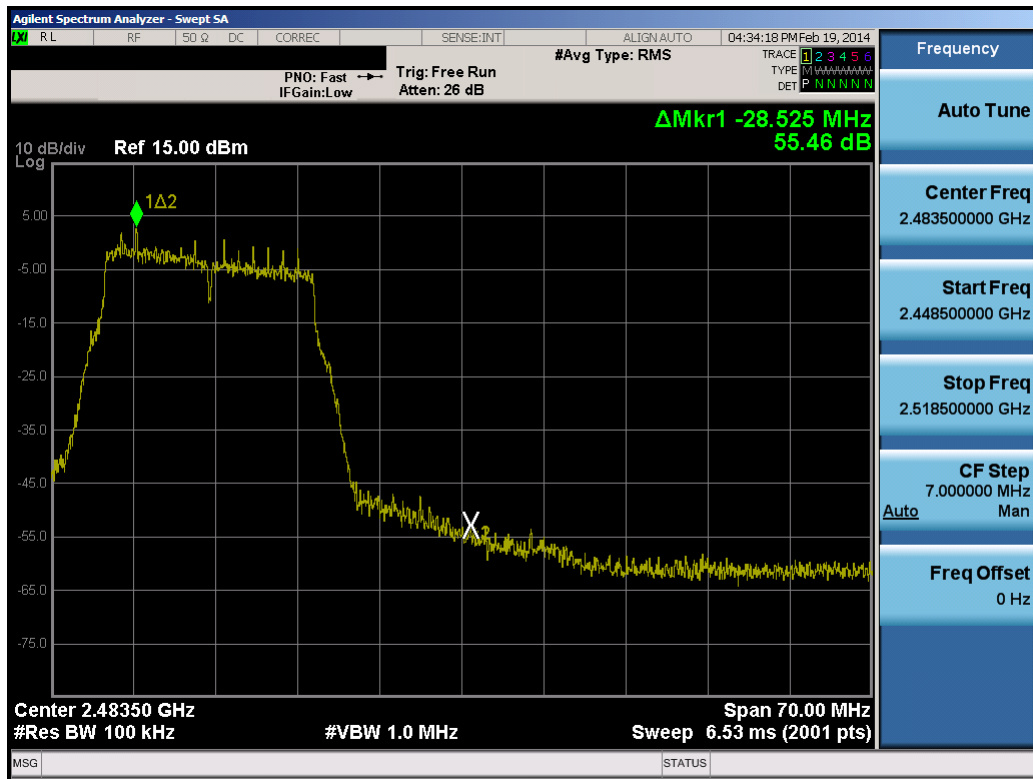 Agilent Spectrum Analyzer - Swept SA
LXI RL RF 50 Ω DC CORREC SENSE:INT ALIGNAUTO 04:34:18 PM Feb 19, 2014
#Avg Type: RMS
TRACE 1 2 3 4 5 6
PNO: Fast Trig: Free Run
TYPE M W W W W W
IFGain:Low Atten: 26 dB
DET P N N N N N
ΔMkr1 -28.525 MHz
55.46 dB
10 dB/div Ref 15.00 dBm
Log
1Δ2
5.00
-5.00
-15.0
-25.0
-35.0
-45.0
-55.0
-65.0
-75.0
X
Center 2.48350 GHz Span 70.00 MHz
#Res BW 100 kHz #VBW 1.0 MHz Sweep 6.53 ms (2001 pts)
MSG STATUS
Frequency
Auto Tune
Center Freq
2.483500000 GHz
Start Freq
2.448500000 GHz
Stop Freq
2.518500000 GHz
CF Step
7.000000 MHz
Auto Man
Freq Offset
0 Hz